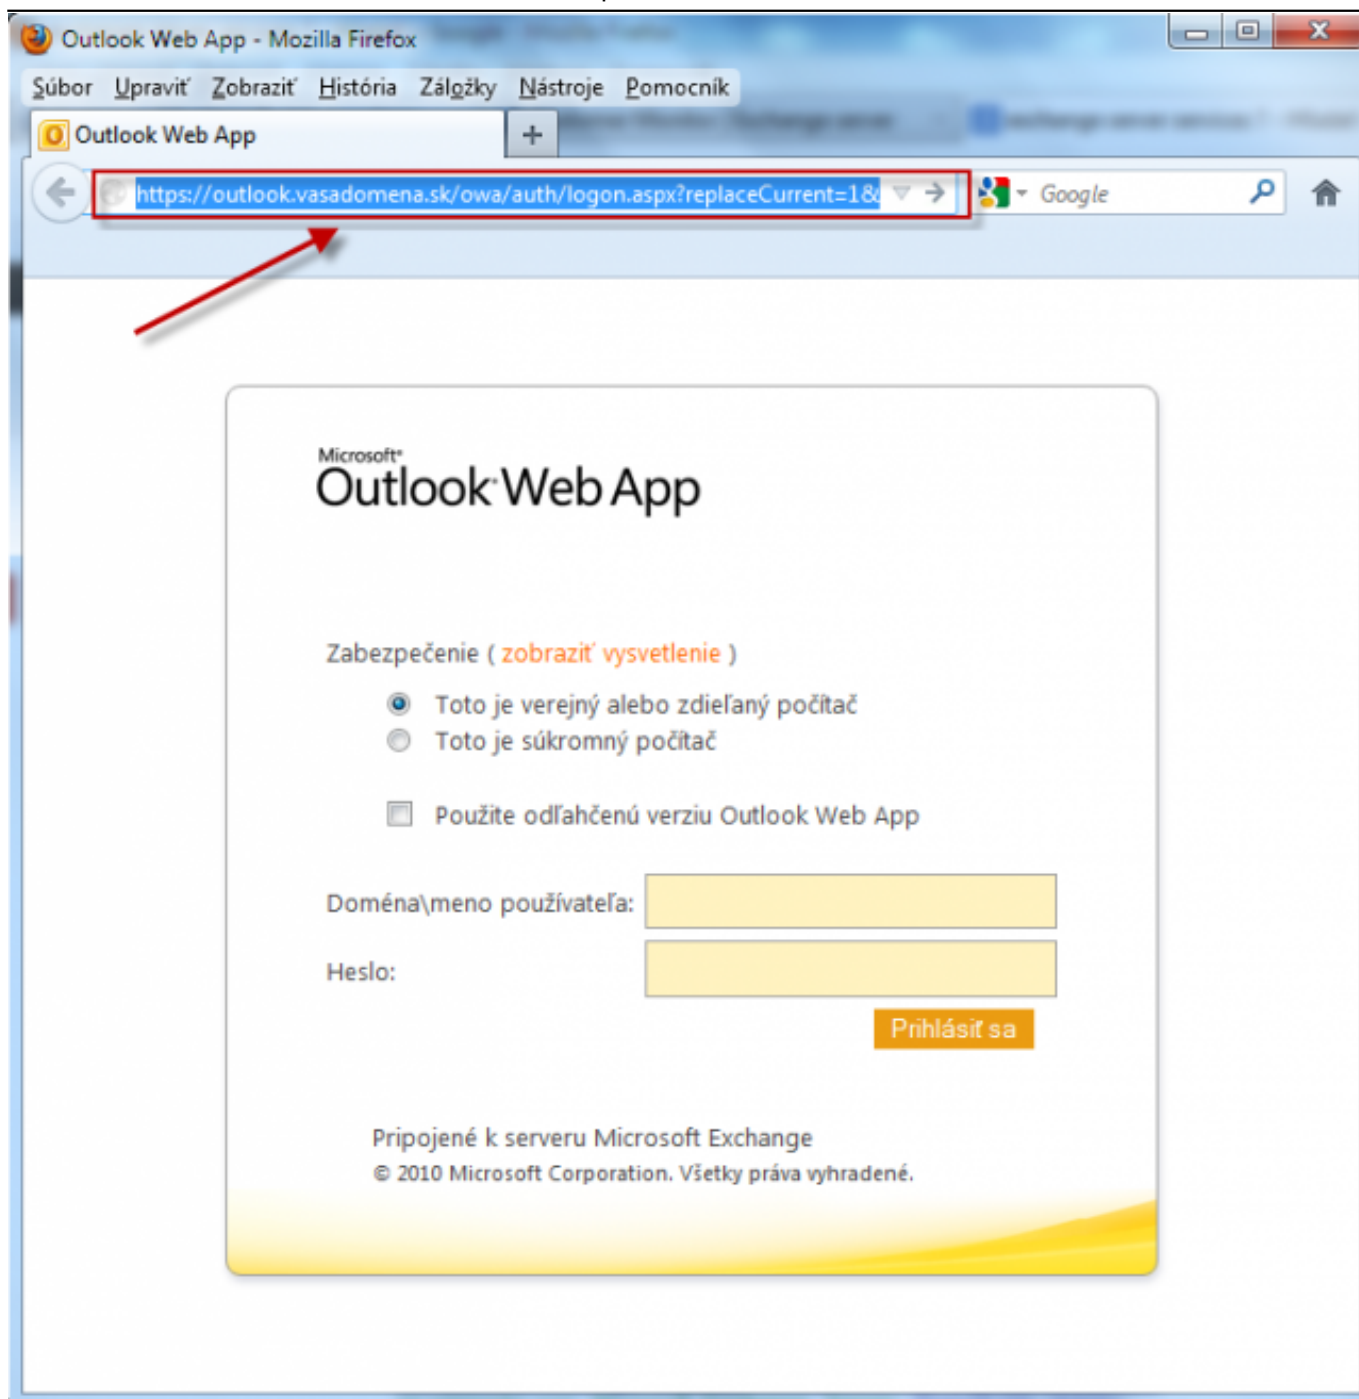 Outlook Web App - Mozilla Firefox
Súbor Upraviť Zobraziť História Záložky Nástroje Pomocník
Outlook Web App
https://outlook.vasadomena.sk/owa/auth/logon.aspx?replaceCurrent=1& Google
Microsoft
Outlook Web App
Zabezpečenie ( zobraziť vysvetlenie )
Toto je verejný alebo zdieľaný počítač
Toto je súkromný počítač
Použite odľahčenú verziu Outlook Web App
Doména\meno používateľa:
Heslo:
Prihlásiť sa
Pripojené k serveru Microsoft Exchange
© 2010 Microsoft Corporation. Všetky práva vyhradené.